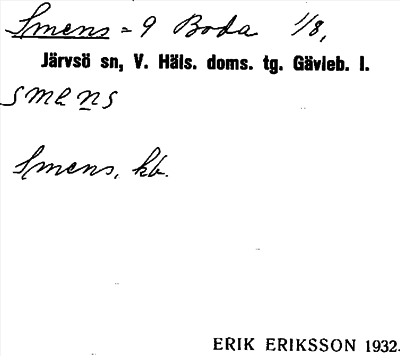 Smens = 9 Boda 1/8,
Järvsö sn, V. Häls. doms. tg. Gävleb. l.
smens
Smens, kb.
ERIK ERIKSSON 1932.